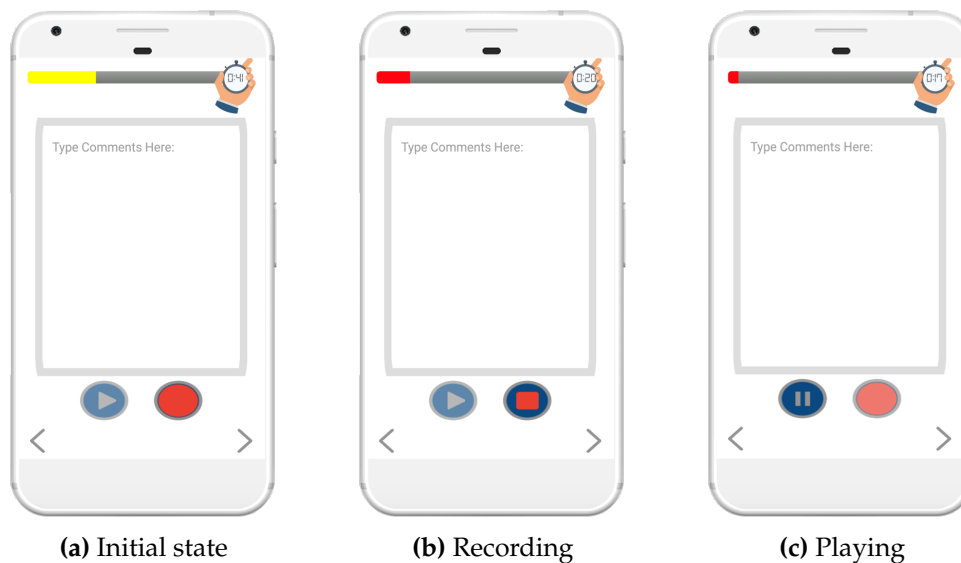 0:41
0:20
0:17
Type Comments Here:
Type Comments Here:
Type Comments Here:
(a) Initial state
(b) Recording
(c) Playing